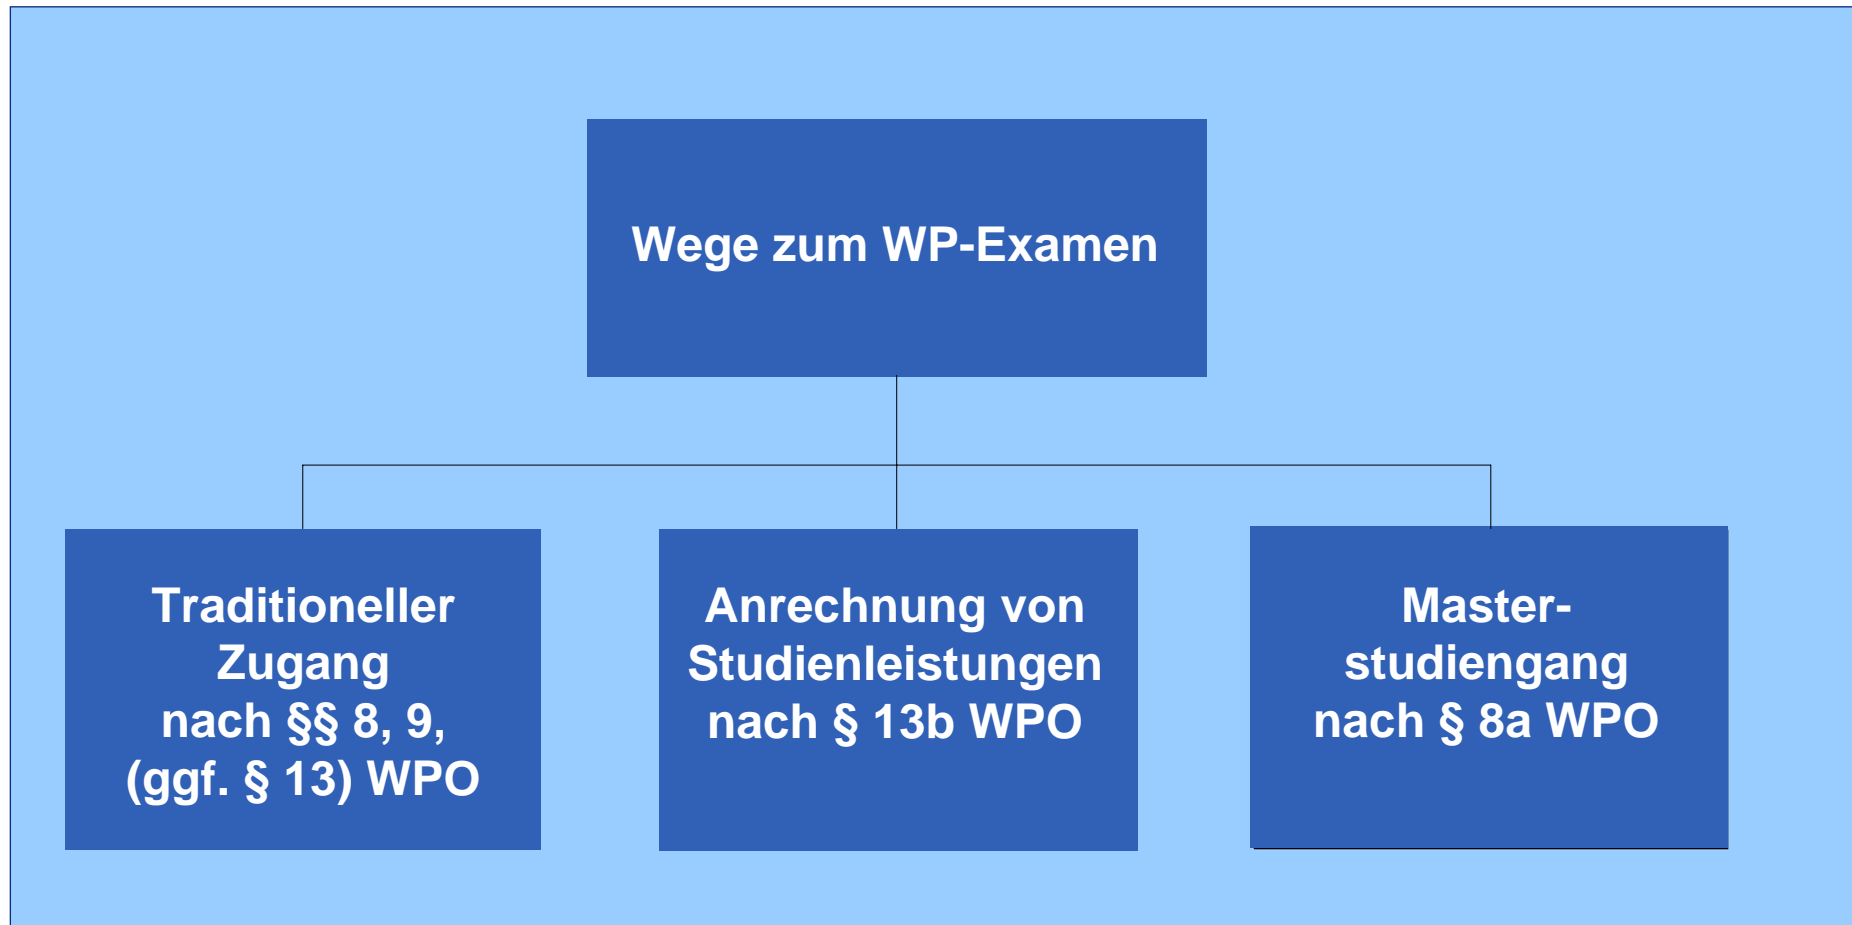 Wege zum WP-Examen
Traditioneller
Zugang
nach §§ 8, 9,
(ggf. § 13) WPO
Anrechnung von
Studienleistungen
nach § 13b WPO
Master-
studiengang
nach § 8a WPO